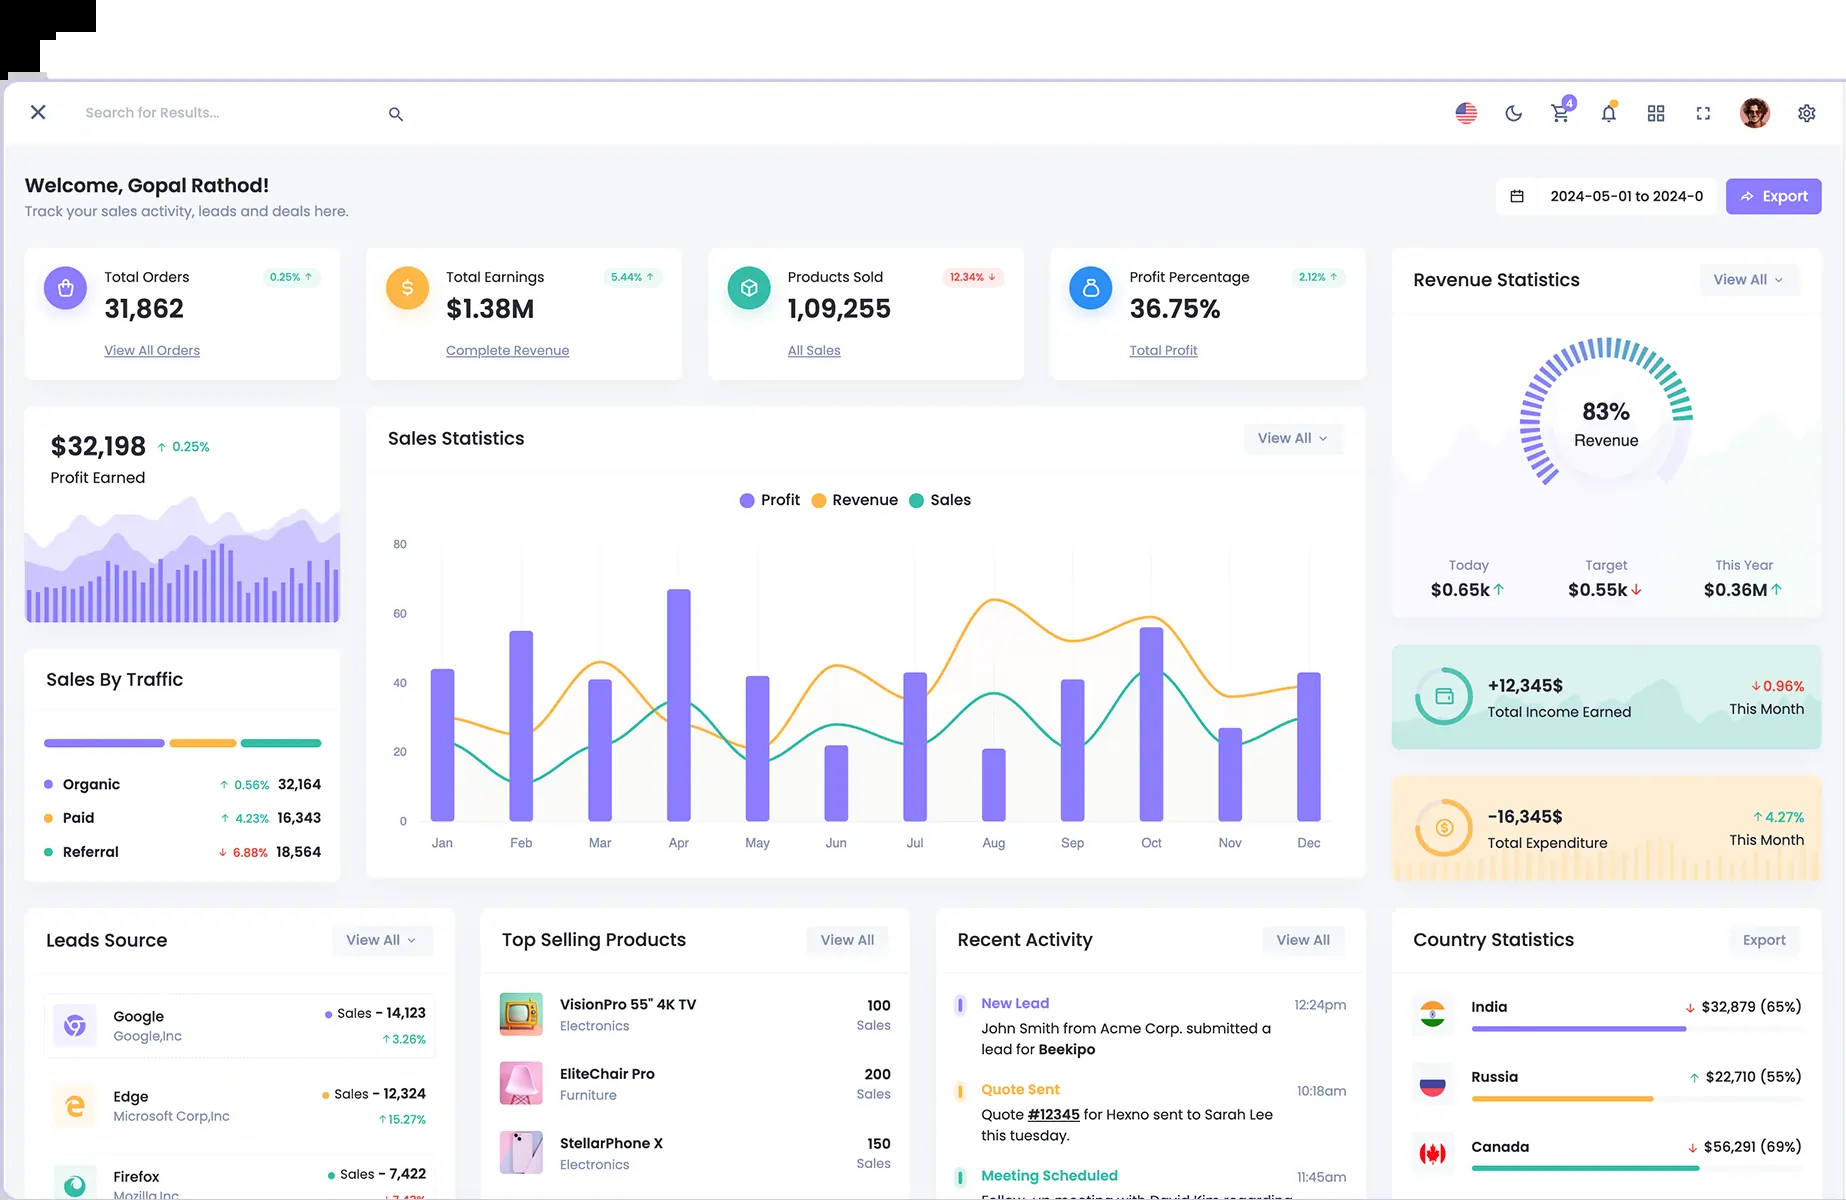 Search for Results...
4
Welcome, Gopal Rathod!
Track your sales activity, leads and deals here.
2024-05-01 to 2024-0
Export
Total Orders
0.25% ↑
31,862
View All Orders
Total Earnings
5.44% ↑
$1.38M
Complete Revenue
Products Sold
12.34% ↓
1,09,255
All Sales
Profit Percentage
2.12% ↑
36.75%
Total Profit
Revenue Statistics
View All
83%
Revenue
Today
$0.65k ↑
Target
$0.55k ↓
This Year
$0.36M ↑
$32,198 ↑ 0.25%
Profit Earned
Sales Statistics
View All
Profit Revenue Sales
80
60
40
20
0
Jan Feb Mar Apr May Jun Jul Aug Sep Oct Nov Dec
Sales By Traffic
Organic ↑ 0.56% 32,164
Paid ↑ 4.23% 16,343
Referral ↓ 6.88% 18,564
+12,345$
Total Income Earned
↓ 0.96%
This Month
-16,345$
Total Expenditure
↑ 4.27%
This Month
Leads Source
View All
Google
Google,Inc
Sales - 14,123
↑ 3.26%
Edge
Microsoft Corp,Inc
Sales - 12,324
↑ 15.27%
Firefox
Mozilla,Inc
Sales - 7,422
Top Selling Products
View All
VisionPro 55" 4K TV
Electronics
100
Sales
EliteChair Pro
Furniture
200
Sales
StellarPhone X
Electronics
150
Sales
Recent Activity
View All
New Lead
12:24pm
John Smith from Acme Corp. submitted a
lead for Beekipo
Quote Sent
10:18am
Quote #12345 for Hexno sent to Sarah Lee
this tuesday.
Meeting Scheduled
11:45am
Follow-up meeting with David Kim regarding
Country Statistics
Export
India ↓ $32,879 (65%)
Russia ↑ $22,710 (55%)
Canada ↓ $56,291 (69%)